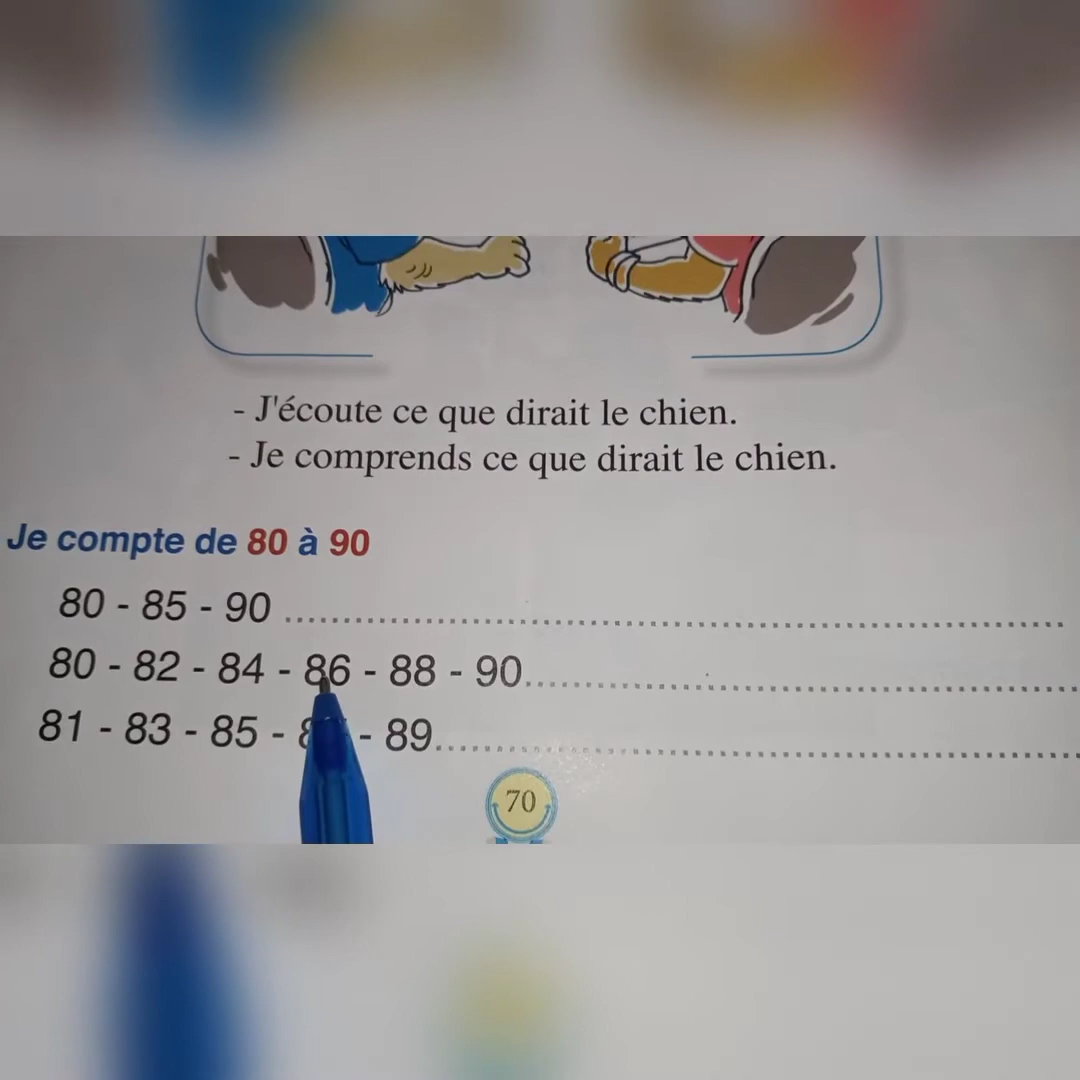 - J'écoute ce que dirait le chien.
- Je comprends ce que dirait le chien.
Je compte de 80 à 90
80 - 85 - 90 ..........................................................................
80 - 82 - 84 - 86 - 88 - 90....................................................
81 - 83 - 85 - - 89............................................................
70